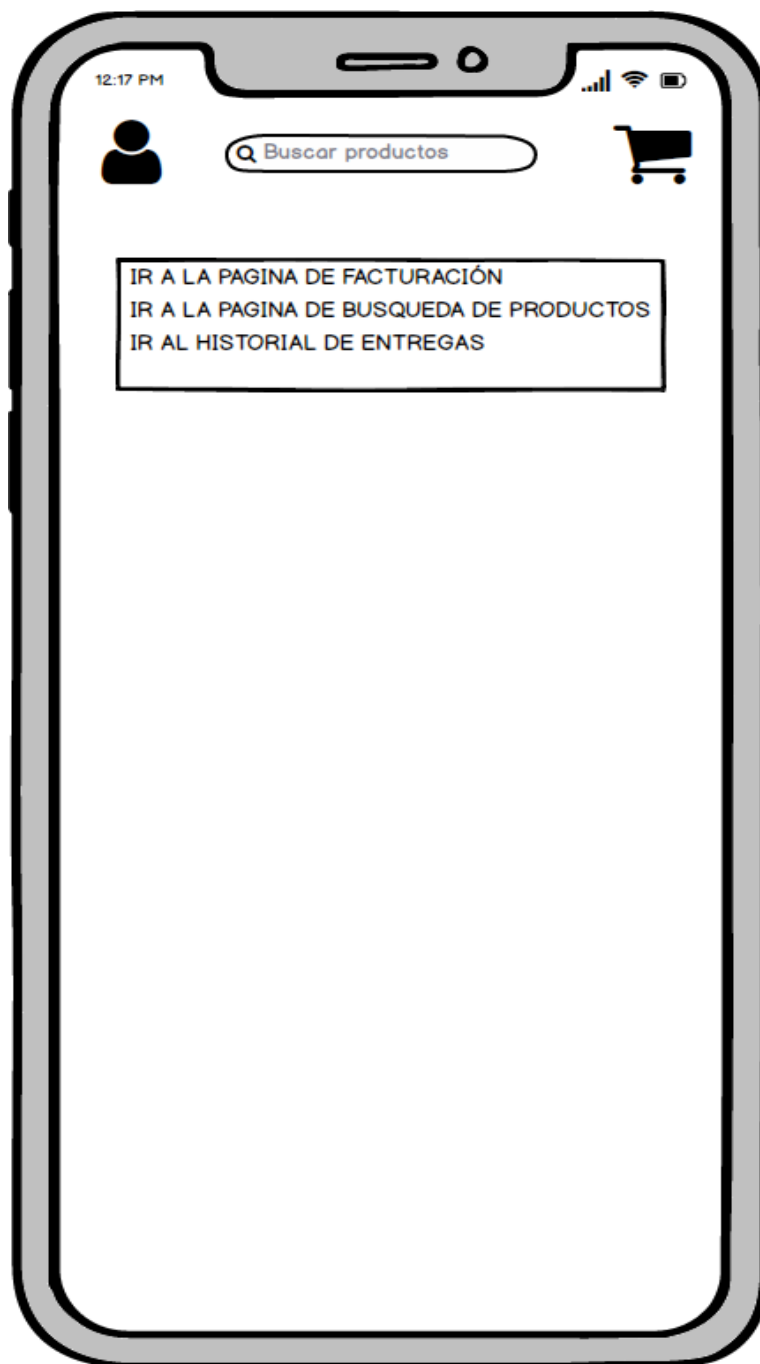 12:17 PM
Buscar productos
IR A LA PAGINA DE FACTURACIÓN
IR A LA PAGINA DE BUSQUEDA DE PRODUCTOS
IR AL HISTORIAL DE ENTREGAS